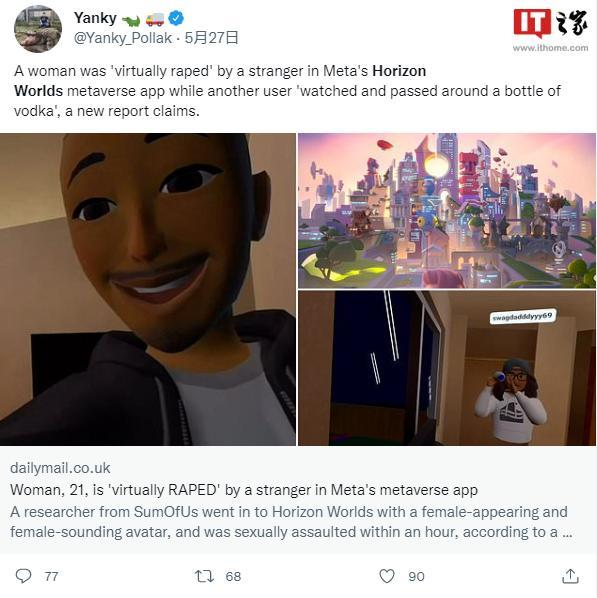 Yanky
@Yanky_Pollak · 5月27日
IT之家
www.ithome.com
A woman was 'virtually raped' by a stranger in Meta's Horizon
Worlds metaverse app while another user 'watched and passed around a bottle of
vodka', a new report claims.
swagdadddyyy69
dailymail.co.uk
Woman, 21, is 'virtually RAPED' by a stranger in Meta's metaverse app
A researcher from SumOfUs went in to Horizon Worlds with a female-appearing and
female-sounding avatar, and was sexually assaulted within an hour, according to a ...
77 68 90